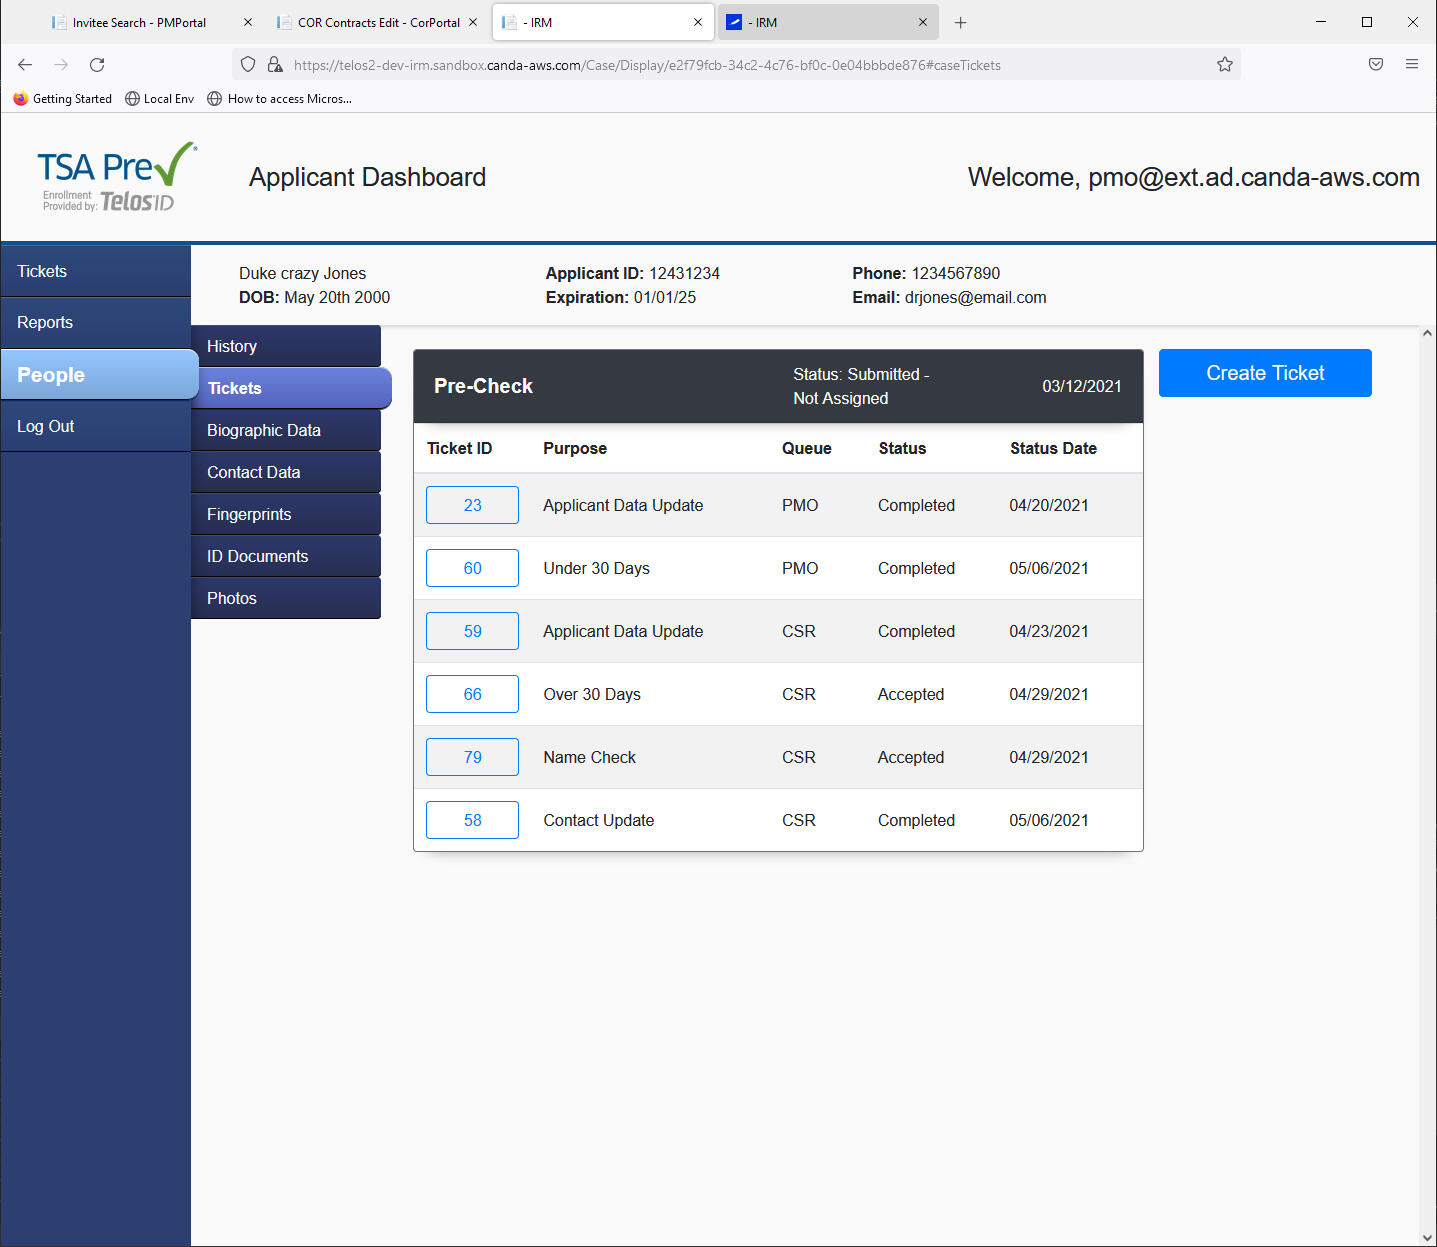 Invitee Search - PMPortal
COR Contracts Edit - CorPortal
- IRM
- IRM
https://telos2-dev-irm.sandbox.canda-aws.com/Case/Display/e2f79fcb-34c2-4c76-bf0c-0e04bbbde876#caseTickets
Getting Started
Local Env
How to access Micros...
TSA Pre✓®
Enrollment
Provided by: Telos ID
Applicant Dashboard
Welcome, pmo@ext.ad.canda-aws.com
Tickets
Reports
People
Log Out
Duke crazy Jones
DOB: May 20th 2000
Applicant ID: 12431234
Expiration: 01/01/25
Phone: 1234567890
Email: drjones@email.com
History
Tickets
Biographic Data
Contact Data
Fingerprints
ID Documents
Photos
Pre-Check
Status: Submitted -
Not Assigned
03/12/2021
Create Ticket
Ticket ID Purpose Queue Status Status Date
23 Applicant Data Update PMO Completed 04/20/2021
60 Under 30 Days PMO Completed 05/06/2021
59 Applicant Data Update CSR Completed 04/23/2021
66 Over 30 Days CSR Accepted 04/29/2021
79 Name Check CSR Accepted 04/29/2021
58 Contact Update CSR Completed 05/06/2021